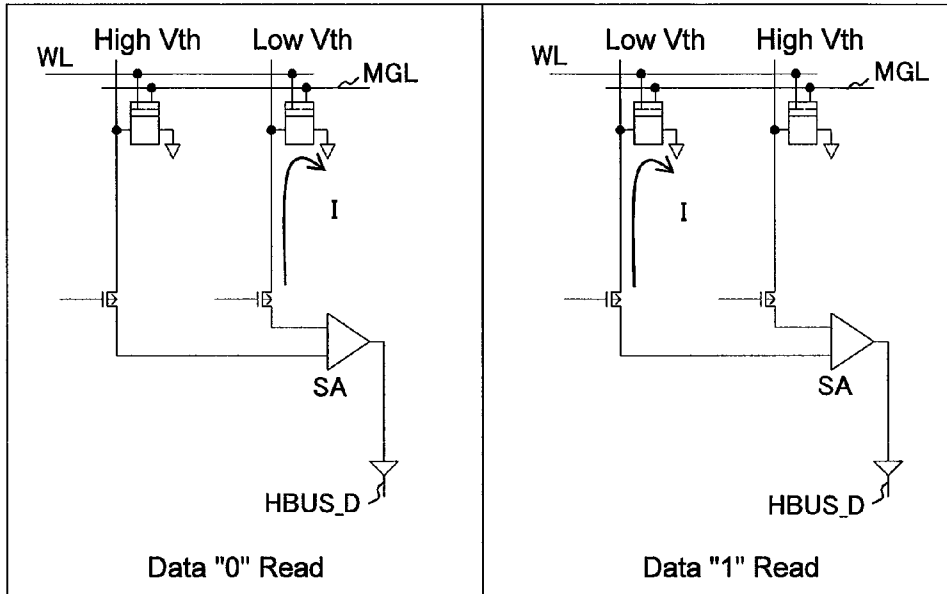 High Vth Low Vth
WL
MGL
I
SA
HBUS_D
Data "0" Read
Low Vth High Vth
WL
MGL
I
SA
HBUS_D
Data "1" Read